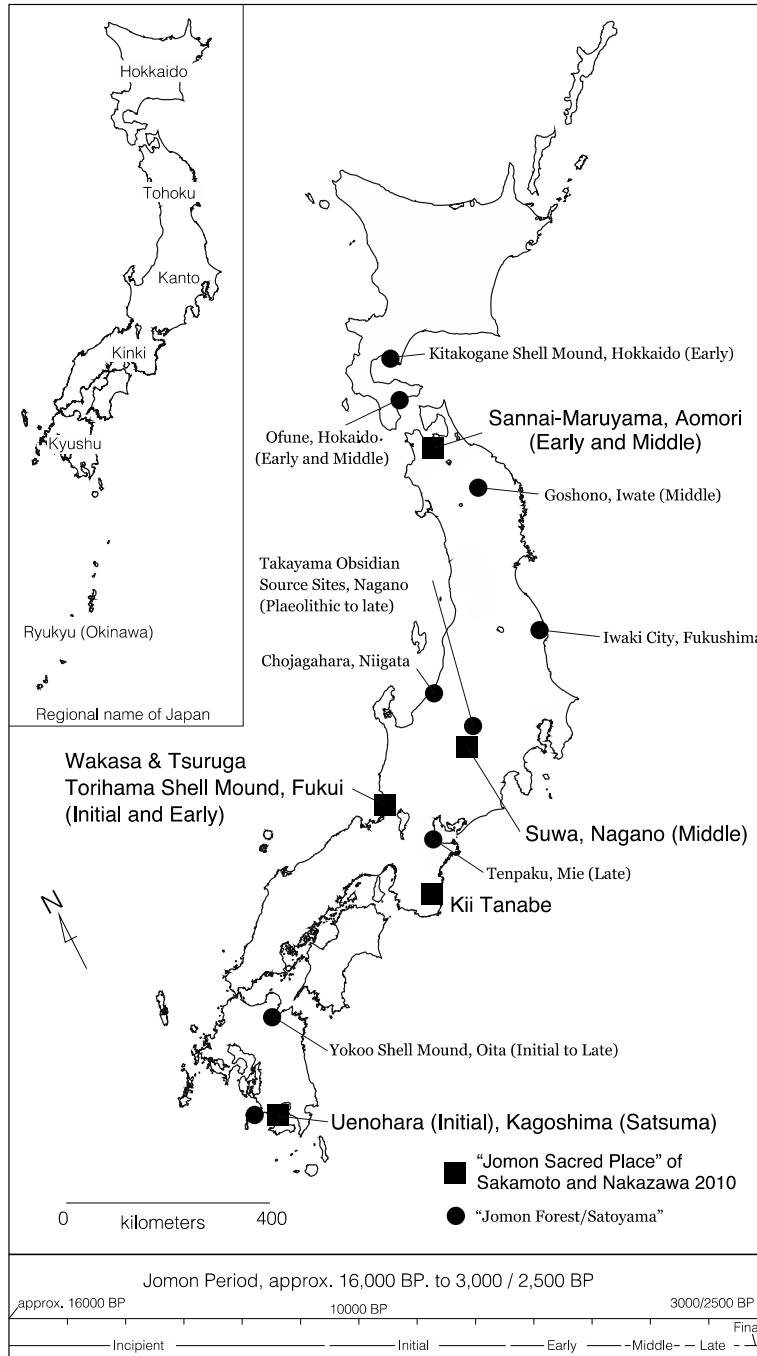 Hokkaido
Tohoku
Kanto
Kinki
Kyushu
Ryukyu (Okinawa)
Regional name of Japan
Kitakogane Shell Mound, Hokkaido (Early)
Sannai-Maruyama, Aomori
(Early and Middle)
Ofune, Hokaido
(Early and Middle)
Goshono, Iwate (Middle)
Takayama Obsidian
Source Sites, Nagano
(Plaeolithic to late)
Iwaki City, Fukushima
Chojagahara, Niigata
Wakasa & Tsuruga
Torihama Shell Mound, Fukui
(Initial and Early)
Suwa, Nagano (Middle)
Tenpaku, Mie (Late)
Kii Tanabe
N
Yokoo Shell Mound, Oita (Initial to Late)
Uenohara (Initial), Kagoshima (Satsuma)
"Jomon Sacred Place" of
Sakamoto and Nakazawa 2010
"Jomon Forest/Satoyama"
0 kilometers 400
Jomon Period, approx. 16,000 BP. to 3,000 / 2,500 BP
approx. 16000 BP 10000 BP 3000/2500 BP
Incipient Initial Early Middle Late Fina